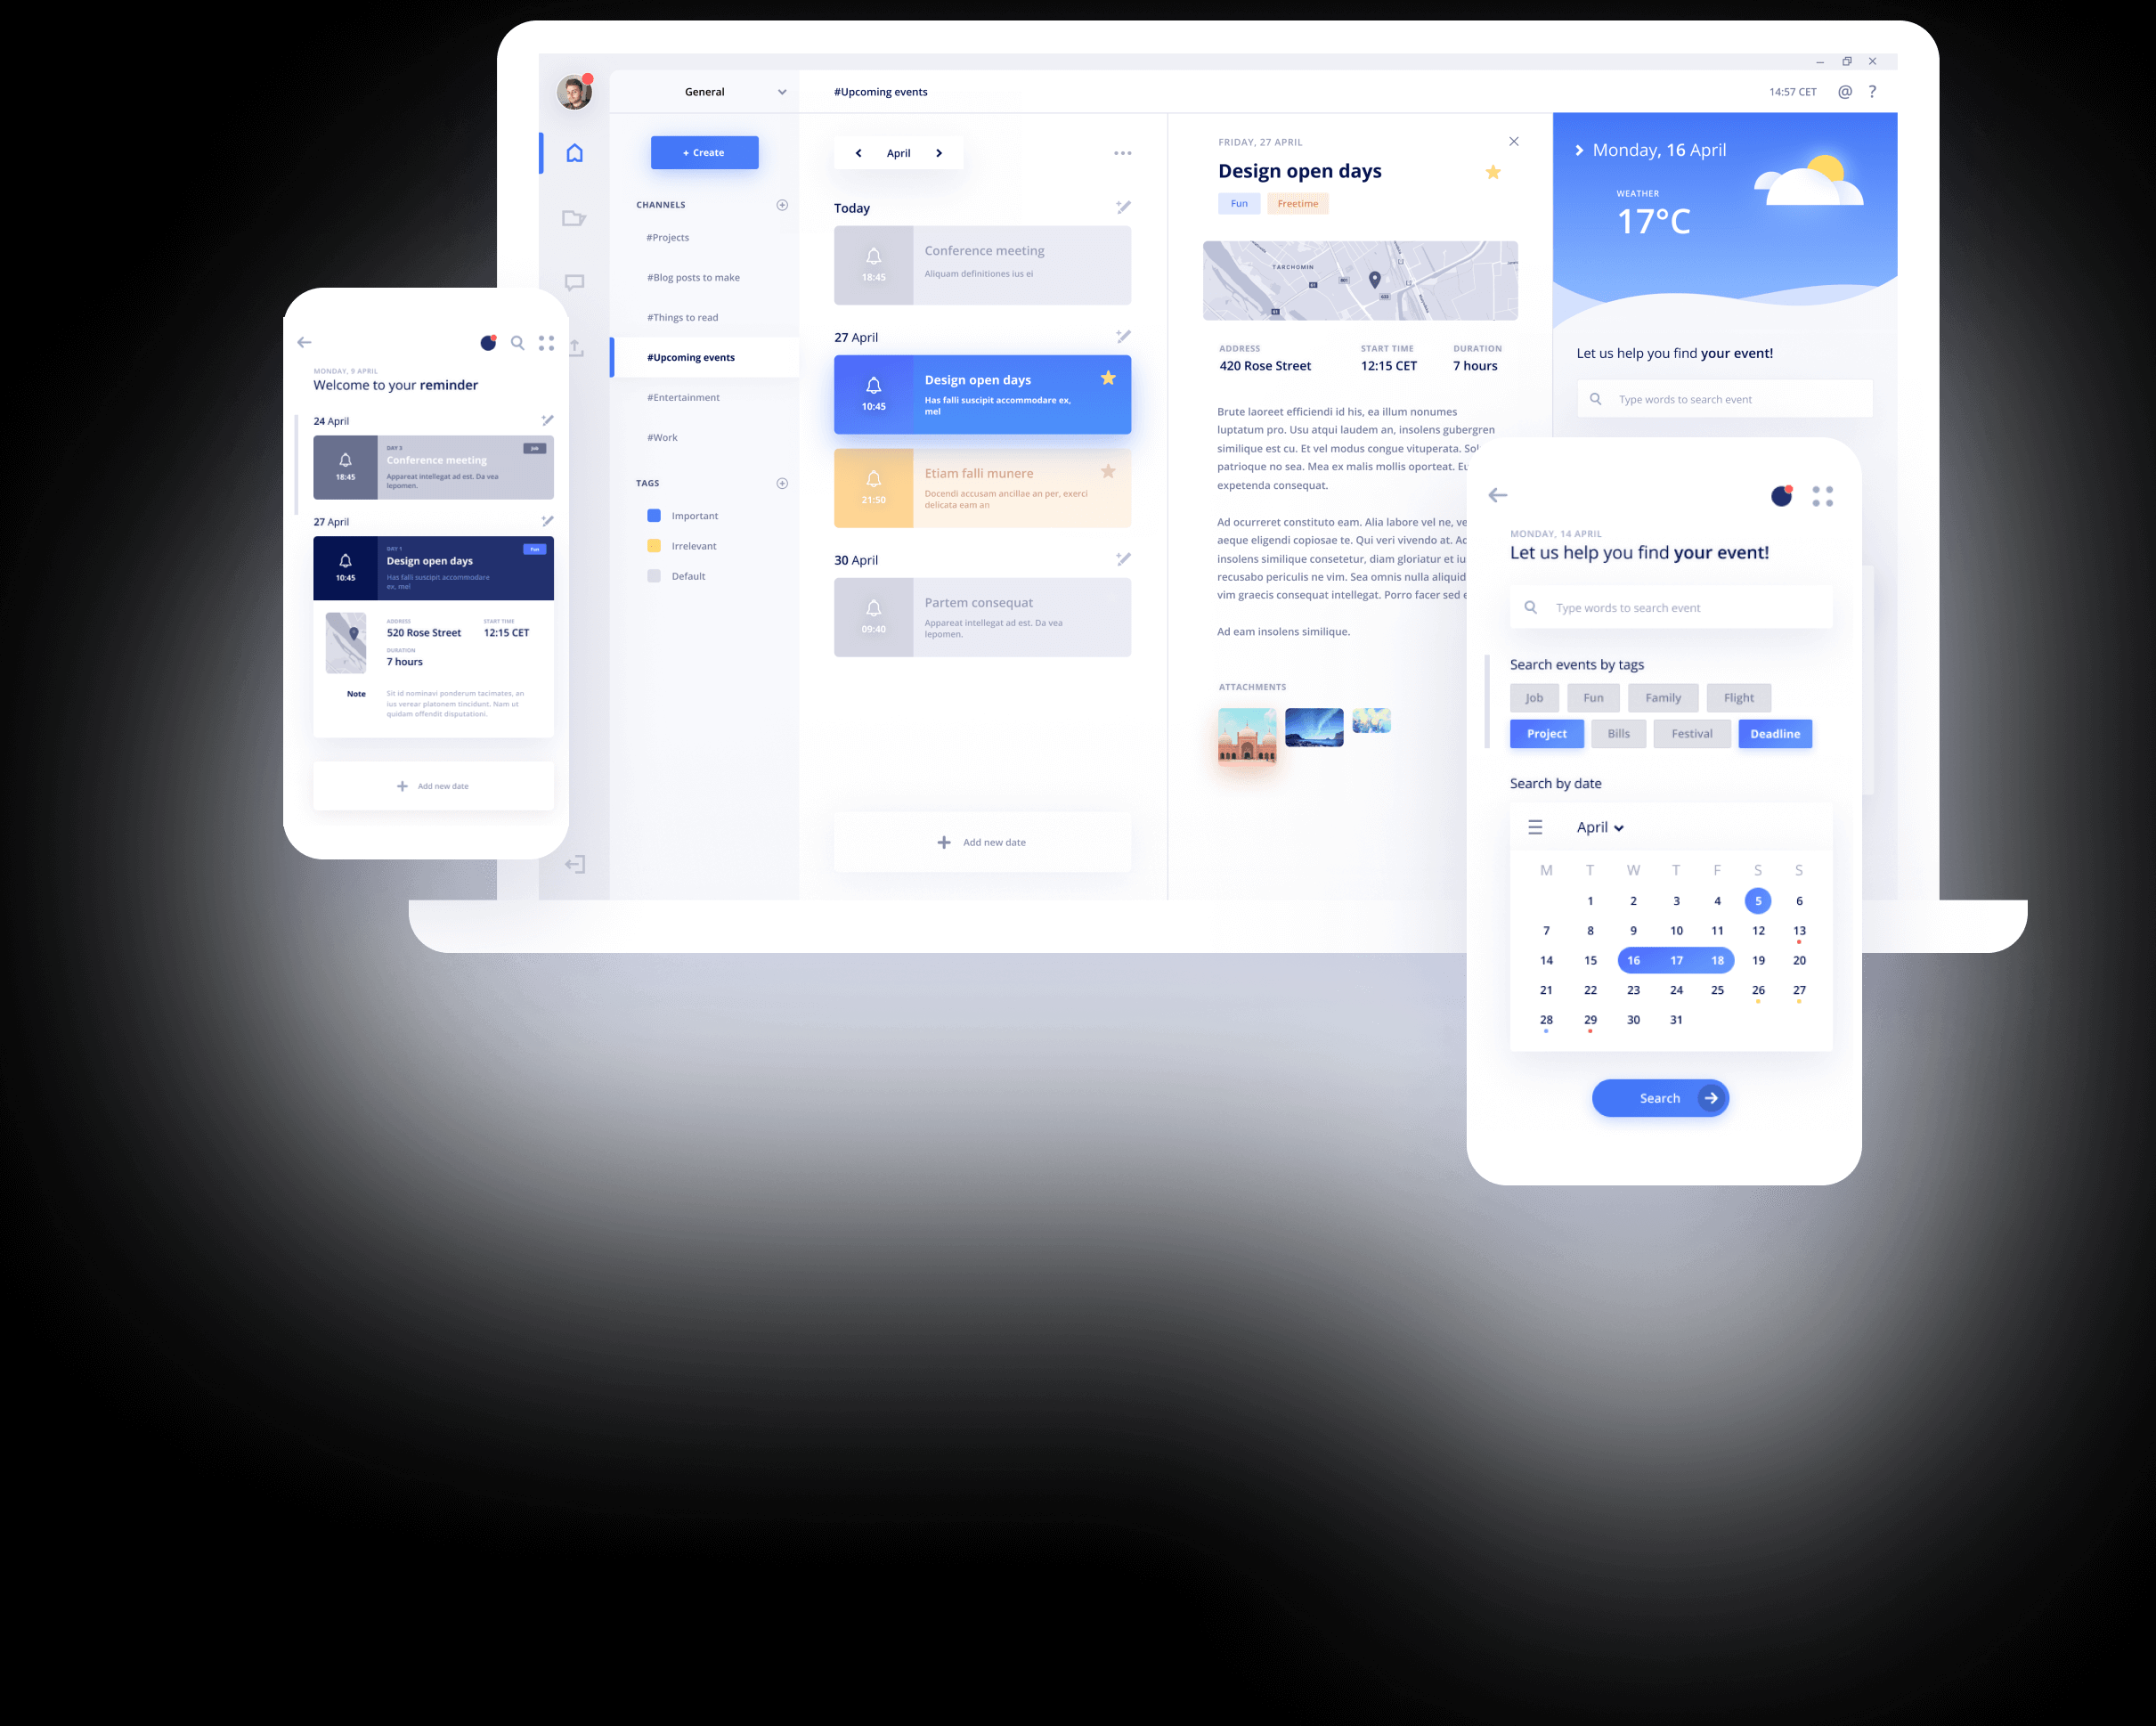 General
#Upcoming events
14:57 CET
@
?
+ Create
CHANNELS
#Projects
#Blog posts to make
#Things to read
#Upcoming events
#Entertainment
#Work
TAGS
Important
Irrelevant
Default
April
Today
18:45
Conference meeting
Aliquam definitiones ius ei
27 April
10:45
Design open days
Has falli suscipit accommodare ex,
mel
21:50
Etiam falli munere
Docendi accusam ancillae an per, exerci
delicata eam an
30 April
09:40
Partem consequat
Appareat intellegat ad est. Da vea
lepomen.
Add new date
FRIDAY, 27 APRIL
Design open days
Fun
Freetime
TARCHOMIN
ADDRESS
420 Rose Street
START TIME
12:15 CET
DURATION
7 hours
Brute laoreet efficiendi id his, ea illum nonumes
luptatum pro. Usu atqui laudem an, insolens gubergren
similique est cu. Et vel modus congue vituperata. Sol
patrioque no sea. Mea ex malis mollis oporteat. Eu
expetenda consequat.
Ad ocurreret constituto eam. Alia labore vel ne, ve
aeque eligendi copiosae te. Qui veri vivendo at. Ac
insolens similique consetetur, diam gloriatur et iu
recusabo periculis ne vim. Sea omnis nulla aliquid
vim graecis consequat intellegat. Porro facer sed e
Ad eam insolens similique.
ATTACHMENTS
Monday, 16 April
WEATHER
17°C
Let us help you find your event!
Type words to search event
MONDAY, 9 APRIL
Welcome to your reminder
24 April
18:45
DAY X
Conference meeting
Job
Appareat intellegat ad est. Da vea
lepomen.
27 April
10:45
DAY 1
Design open days
Fun
Has falli suscipit accommodare
ex, mel
ADDRESS
520 Rose Street
START TIME
12:15 CET
DURATION
7 hours
Note
Sit id nominavi ponderum tacimates, an
ius verear platonem tincidunt. Nam ut
quidam offendit disputationi.
Add new date
MONDAY, 14 APRIL
Let us help you find your event!
Type words to search event
Search events by tags
Job Fun Family Flight
Project Bills Festival Deadline
Search by date
April
M T W T F S S
1 2 3 4 5 6
7 8 9 10 11 12 13
14 15 16 17 18 19 20
21 22 23 24 25 26 27
28 29 30 31
Search